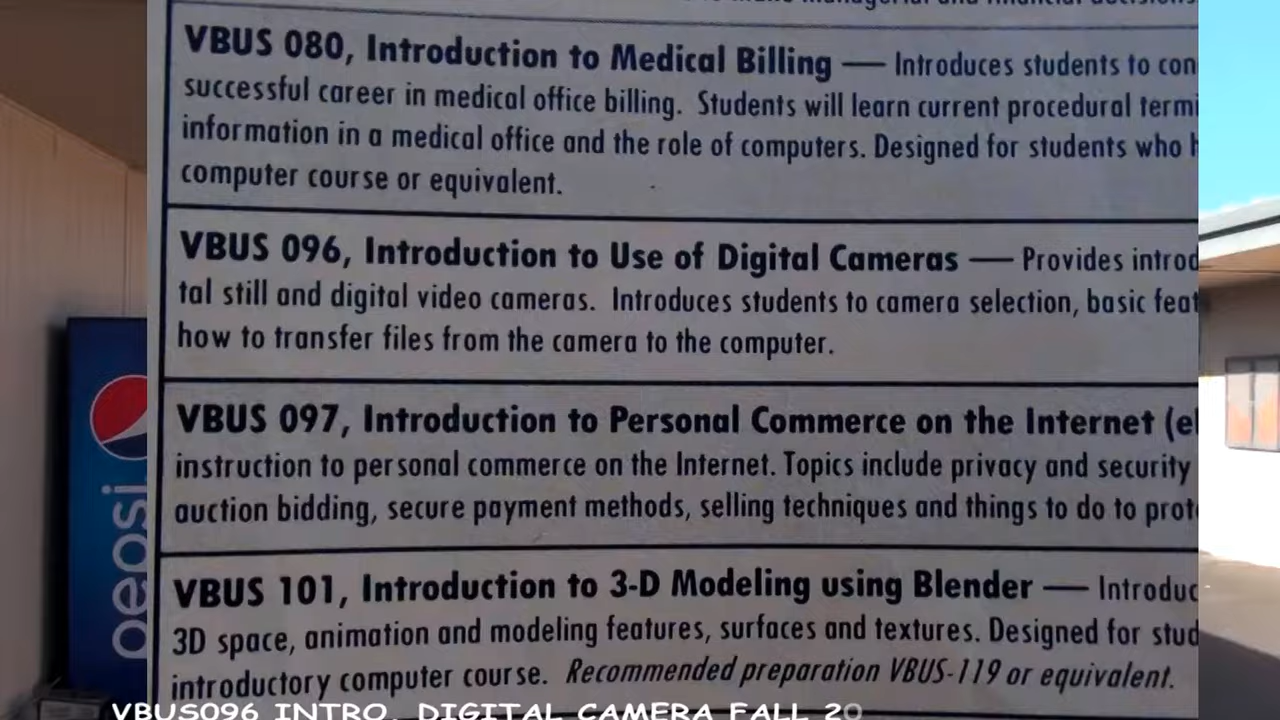 VBUS 080, Introduction to Medical Billing — Introduces students to con
successful career in medical office billing. Students will learn current procedural termi
information in a medical office and the role of computers. Designed for students who h
computer course or equivalent.
VBUS 096, Introduction to Use of Digital Cameras — Provides introd
tal still and digital video cameras. Introduces students to camera selection, basic feat
how to transfer files from the camera to the computer.
VBUS 097, Introduction to Personal Commerce on the Internet (e
instruction to personal commerce on the Internet. Topics include privacy and security
auction bidding, secure payment methods, selling techniques and things to do to prot
VBUS 101, Introduction to 3-D Modeling using Blender — Introduc
3D space, animation and modeling features, surfaces and textures. Designed for stud
introductory computer course. Recommended preparation VBUS-119 or equivalent.
pepsi
VBUS096 INTRO. DIGITAL CAMERA FALL 20